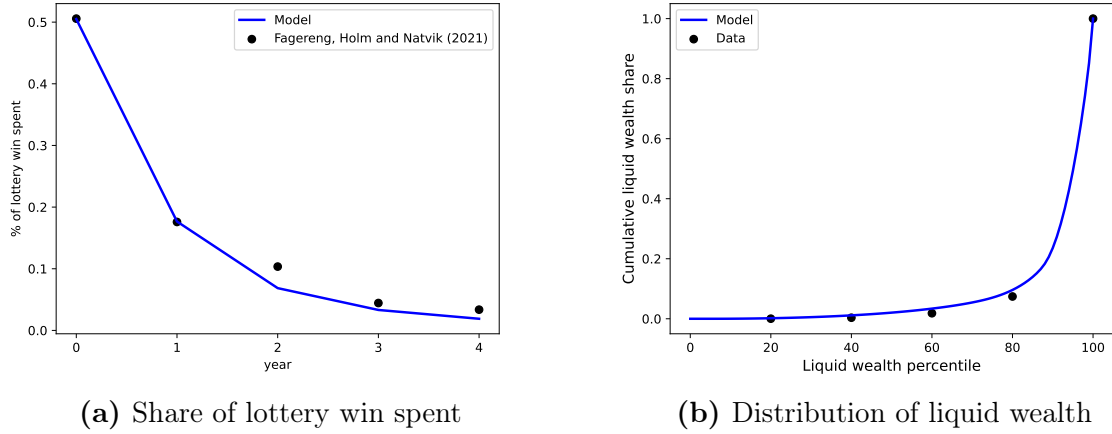 0.5
0.4
0.3
0.2
0.1
0.0
% of lottery win spent
Model
Fagereng, Holm and Natvik (2021)
0 1 2 3 4
year
(a) Share of lottery win spent
1.0
0.8
0.6
0.4
0.2
0.0
Cumulative liquid wealth share
Model
Data
0 20 40 60 80 100
Liquid wealth percentile
(b) Distribution of liquid wealth